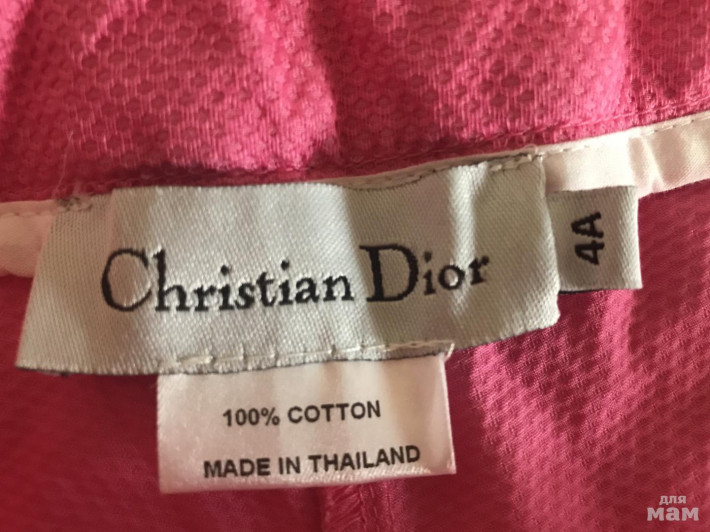 Christian Dior
4A
100% COTTON
MADE IN THAILAND
для
мам